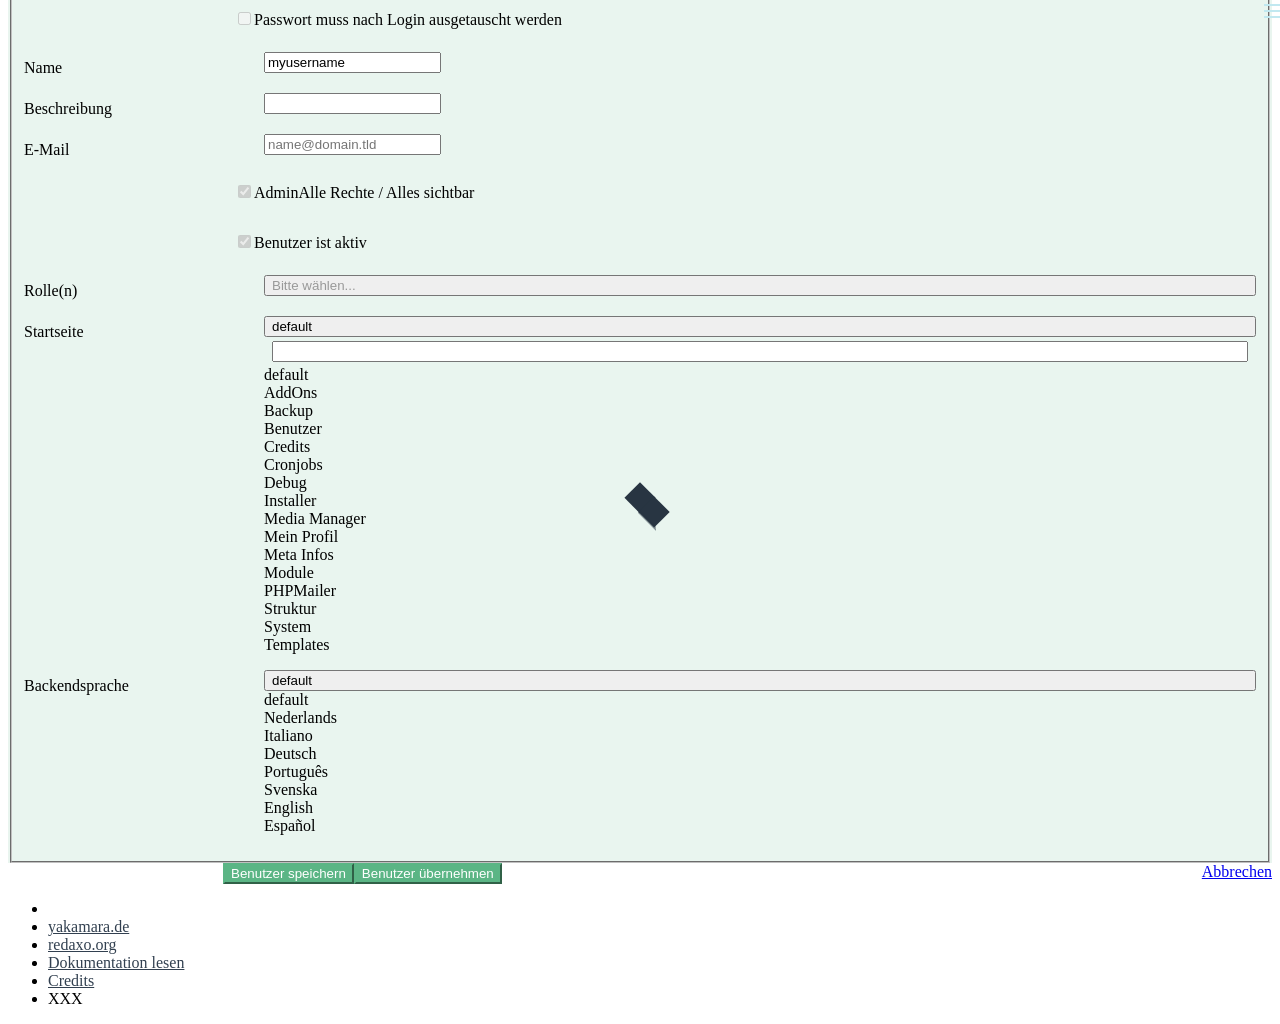 Passwort muss nach Login ausgetauscht werden
Name
myusername
Beschreibung
E-Mail
name@domain.tld
AdminAlle Rechte / Alles sichtbar
Benutzer ist aktiv
Rolle(n)
Bitte wählen...
Startseite
default
default
AddOns
Backup
Benutzer
Credits
Cronjobs
Debug
Installer
Media Manager
Mein Profil
Meta Infos
Module
PHPMailer
Struktur
System
Templates
Backendsprache
default
default
Nederlands
Italiano
Deutsch
Português
Svenska
English
Español
Benutzer speichern Benutzer übernehmen Abbrechen
yakamara.de
redaxo.org
Dokumentation lesen
Credits
XXX